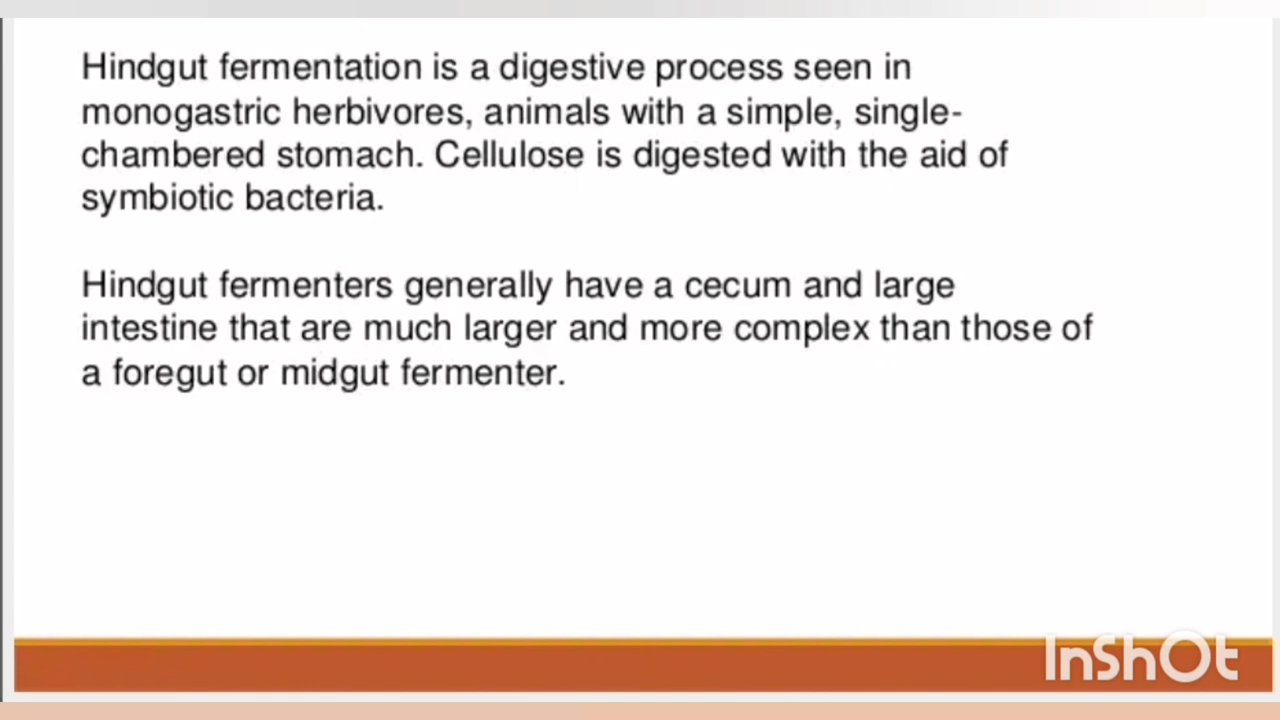 Hindgut fermentation is a digestive process seen in
monogastric herbivores, animals with a simple, single-
chambered stomach. Cellulose is digested with the aid of
symbiotic bacteria.
Hindgut fermenters generally have a cecum and large
intestine that are much larger and more complex than those of
a foregut or midgut fermenter.
InShOt